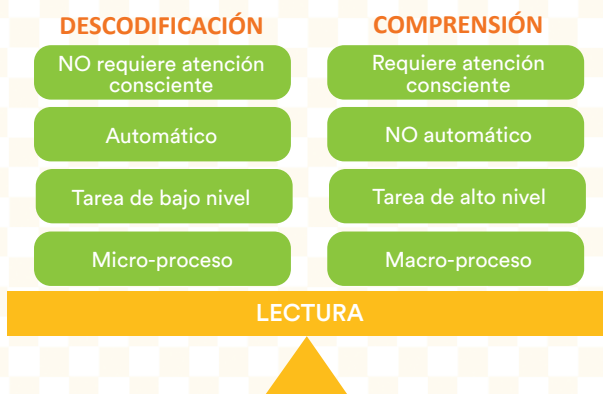 DESCODIFICACIÓN
NO requiere atención
consciente
Automático
Tarea de bajo nivel
Micro-proceso
COMPRENSIÓN
Requiere atención
consciente
NO automático
Tarea de alto nivel
Macro-proceso
LECTURA